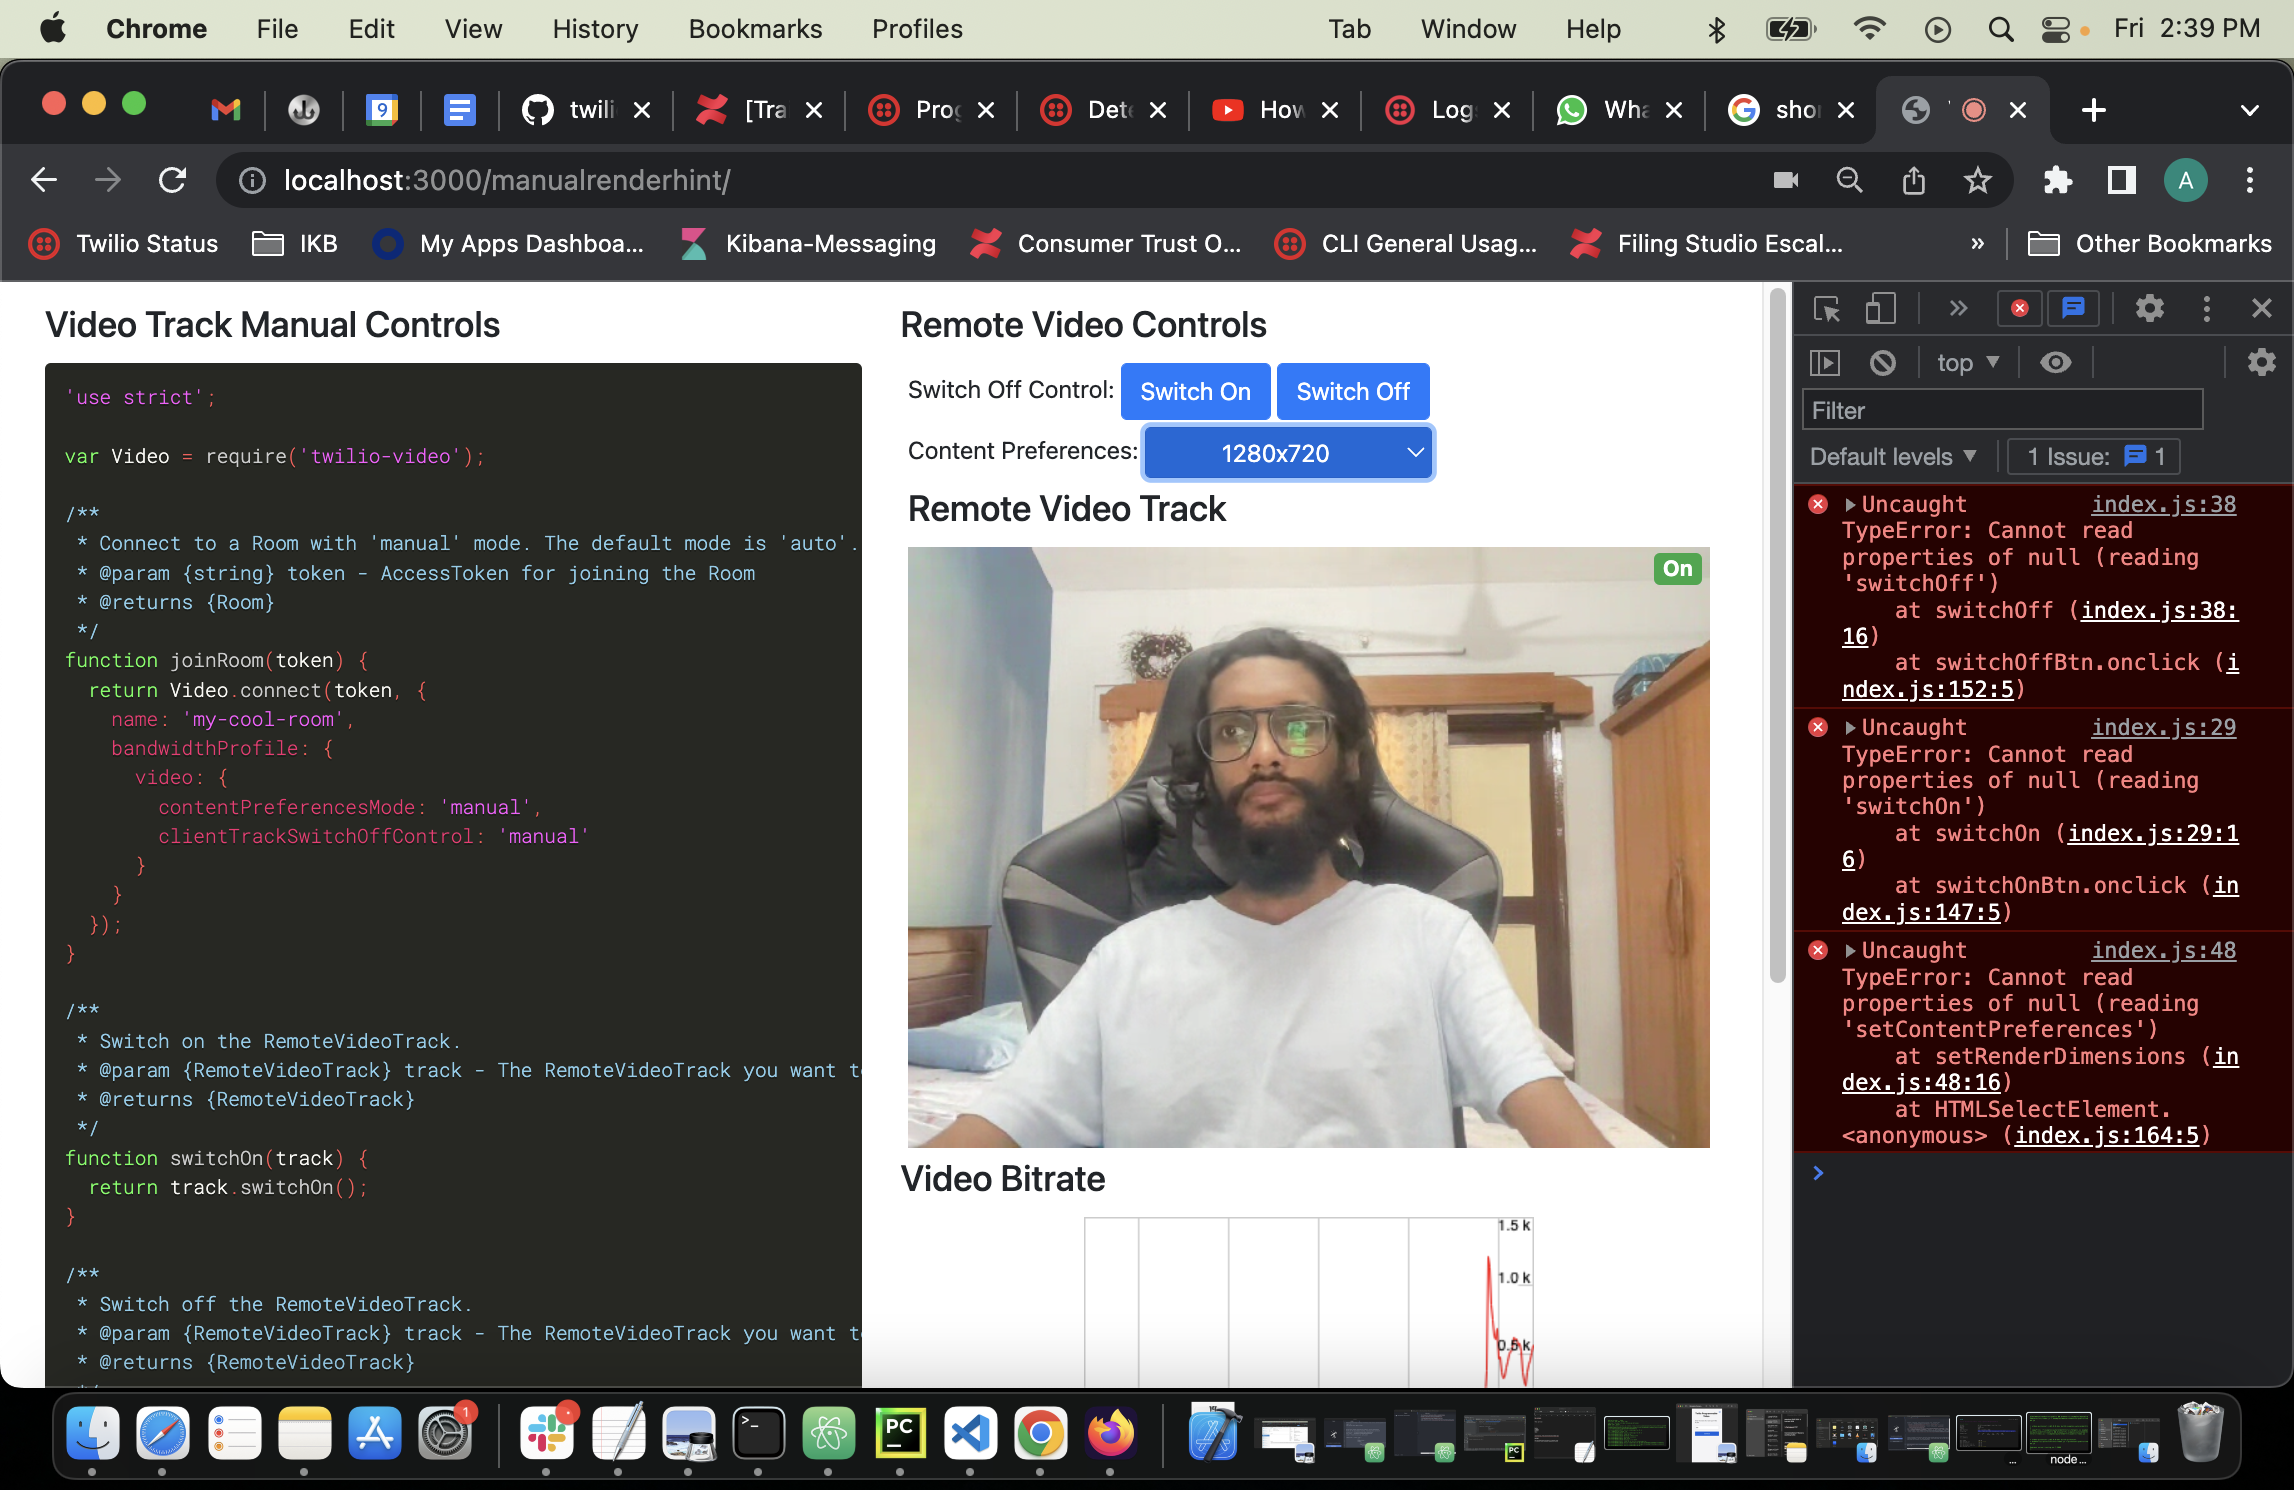 Chrome File Edit View History Bookmarks Profiles Tab Window Help Fri 2:39 PM
9 twili [Tra Prog Dete How Log Wha shor
localhost:3000/manualrenderhint/ A
Twilio Status IKB My Apps Dashboa... Kibana-Messaging Consumer Trust O... CLI General Usag... Filing Studio Escal... » Other Bookmarks
Video Track Manual Controls
'use strict';
var Video = require('twilio-video');
/**
* Connect to a Room with 'manual' mode. The default mode is 'auto'.
* @param {string} token - AccessToken for joining the Room
* @returns {Room}
*/
function joinRoom(token) {
return Video.connect(token, {
name: 'my-cool-room',
bandwidthProfile: {
video: {
contentPreferencesMode: 'manual',
clientTrackSwitchOffControl: 'manual'
}
}
});
}
/**
* Switch on the RemoteVideoTrack.
* @param {RemoteVideoTrack} track - The RemoteVideoTrack you want t
* @returns {RemoteVideoTrack}
*/
function switchOn(track) {
return track.switchOn();
}
/**
* Switch off the RemoteVideoTrack.
* @param {RemoteVideoTrack} track - The RemoteVideoTrack you want t
* @returns {RemoteVideoTrack}
Remote Video Controls
Switch Off Control: Switch On Switch Off
Content Preferences: 1280x720
Remote Video Track
On
Video Bitrate
1.5 k
1.0 k
0.5 k
top
Filter
Default levels 1 Issue: 1
Uncaught index.js:38
TypeError: Cannot read
properties of null (reading
'switchOff')
at switchOff (index.js:38:
16)
at switchOffBtn.onclick (i
ndex.js:152:5)
Uncaught index.js:29
TypeError: Cannot read
properties of null (reading
'switchOn')
at switchOn (index.js:29:1
6)
at switchOnBtn.onclick (in
dex.js:147:5)
Uncaught index.js:48
TypeError: Cannot read
properties of null (reading
'setContentPreferences')
at setRenderDimensions (in
dex.js:48:16)
at HTMLSelectElement.
<anonymous> (index.js:164:5)
1
>_
PC
PC
... node...